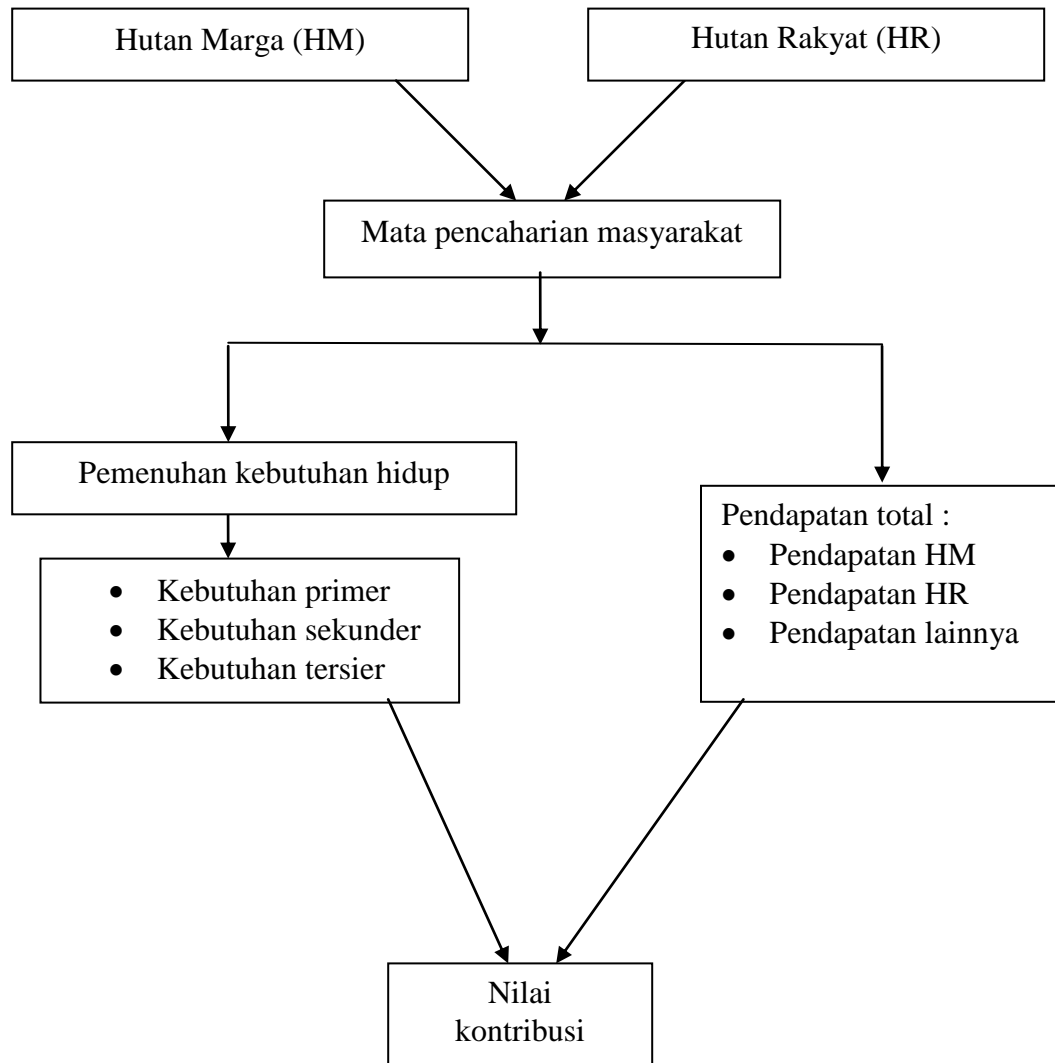 Hutan Marga (HM)
Hutan Rakyat (HR)
Mata pencaharian masyarakat
Pemenuhan kebutuhan hidup
• Kebutuhan primer
• Kebutuhan sekunder
• Kebutuhan tersier
Pendapatan total :
• Pendapatan HM
• Pendapatan HR
• Pendapatan lainnya
Nilai
kontribusi